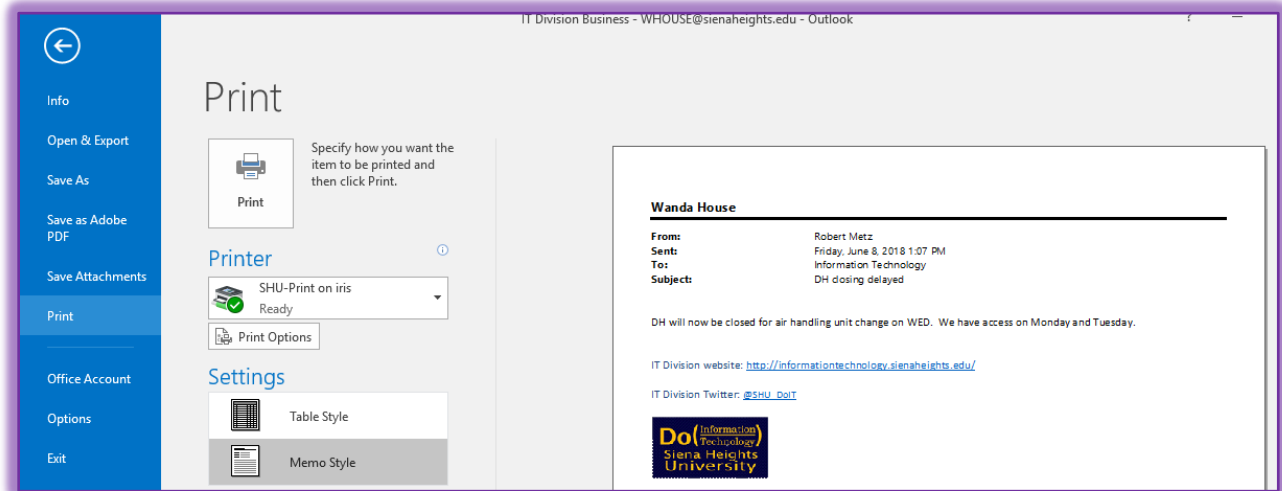 IT Division Business - WHOUSE@sienaheights.edu - Outlook
?
Info
Open & Export
Save As
Save as Adobe
PDF
Save Attachments
Print
Office Account
Options
Exit
Print
Print
Specify how you want the
item to be printed and
then click Print.
Printer
SHU-Print on iris
Ready
Print Options
Settings
Table Style
Memo Style
Wanda House
From: Robert Metz
Sent: Friday, June 8, 2018 1:07 PM
To: Information Technology
Subject: DH closing delayed
DH will now be closed for air handling unit change on WED. We have access on Monday and Tuesday.
IT Division website: http://informationtechnology.sienaheights.edu/
IT Division Twitter: @SHU_DoIT
Do(Information
Technology)
Siena Heights
University